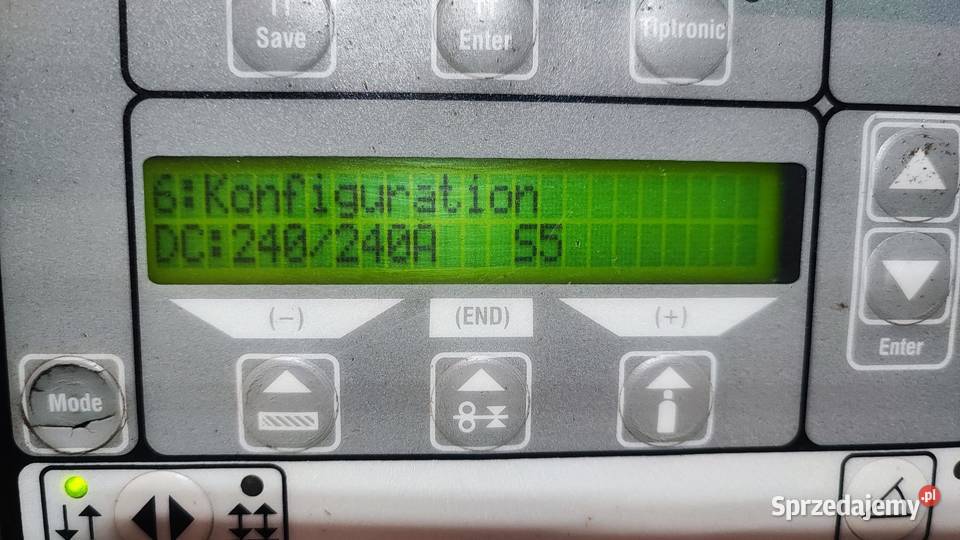 Save
Enter
Tiptronic
6:Konfiguration
DC:240/240A S5
(-)
(END)
(+)
Enter
Mode
Sprzedajemy.pl